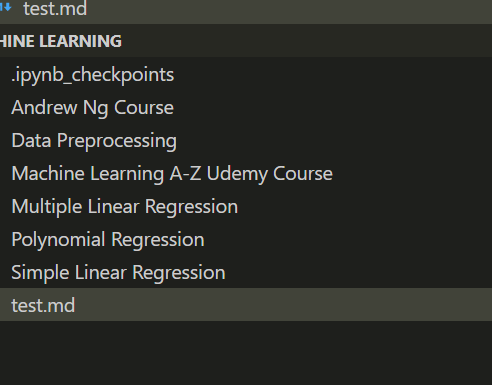 test.md
HINE LEARNING
.ipynb_checkpoints
Andrew Ng Course
Data Preprocessing
Machine Learning A-Z Udemy Course
Multiple Linear Regression
Polynomial Regression
Simple Linear Regression
test.md